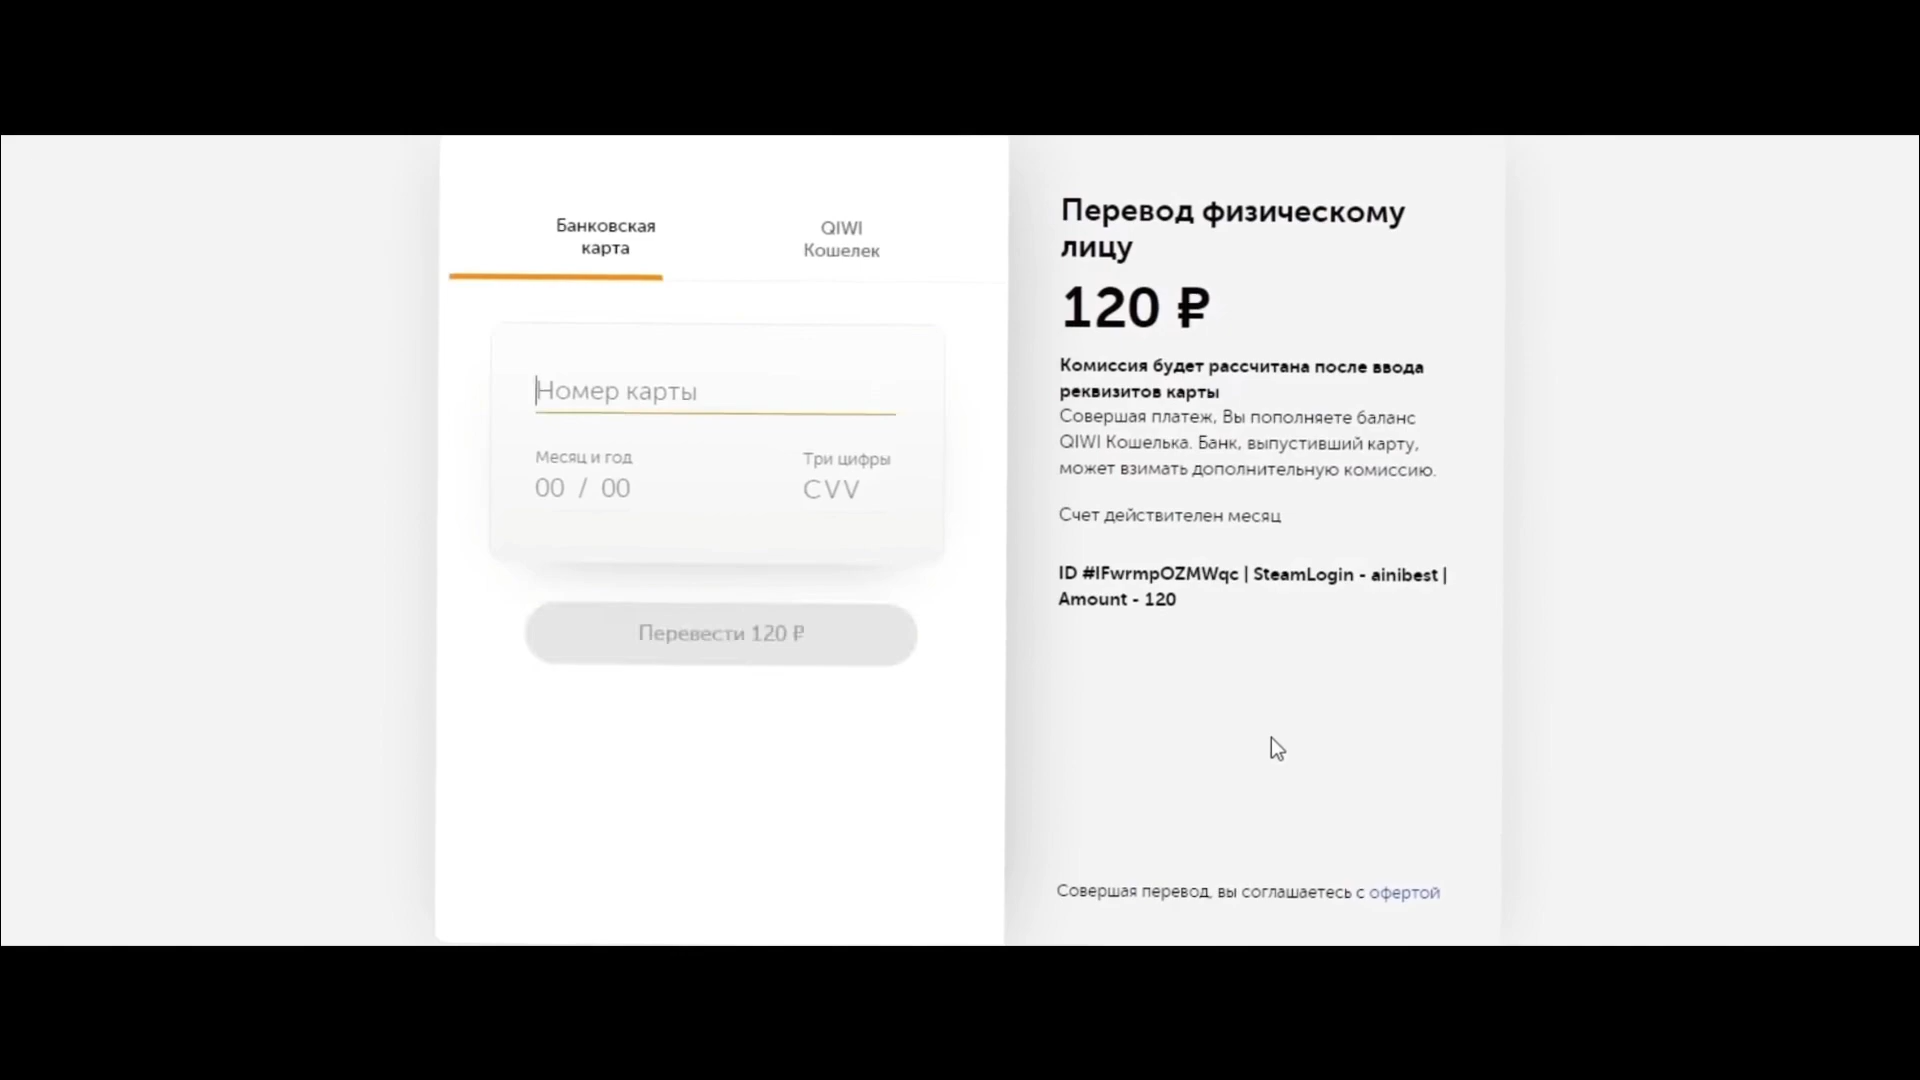 Банковская
карта
QIWI
Кошелек
Номер карты
Месяц и год
00 / 00
Три цифры
CVV
Перевести 120 ₽
Перевод физическому
лицу
120 ₽
Комиссия будет рассчитана после ввода
реквизитов карты
Совершая платеж, Вы пополняете баланс
QIWI Кошелька. Банк, выпустивший карту,
может взимать дополнительную комиссию.
Счет действителен месяц
ID #IFwrmpOZMWqc | SteamLogin - ainibest |
Amount - 120
Совершая перевод, вы соглашаетесь с офертой